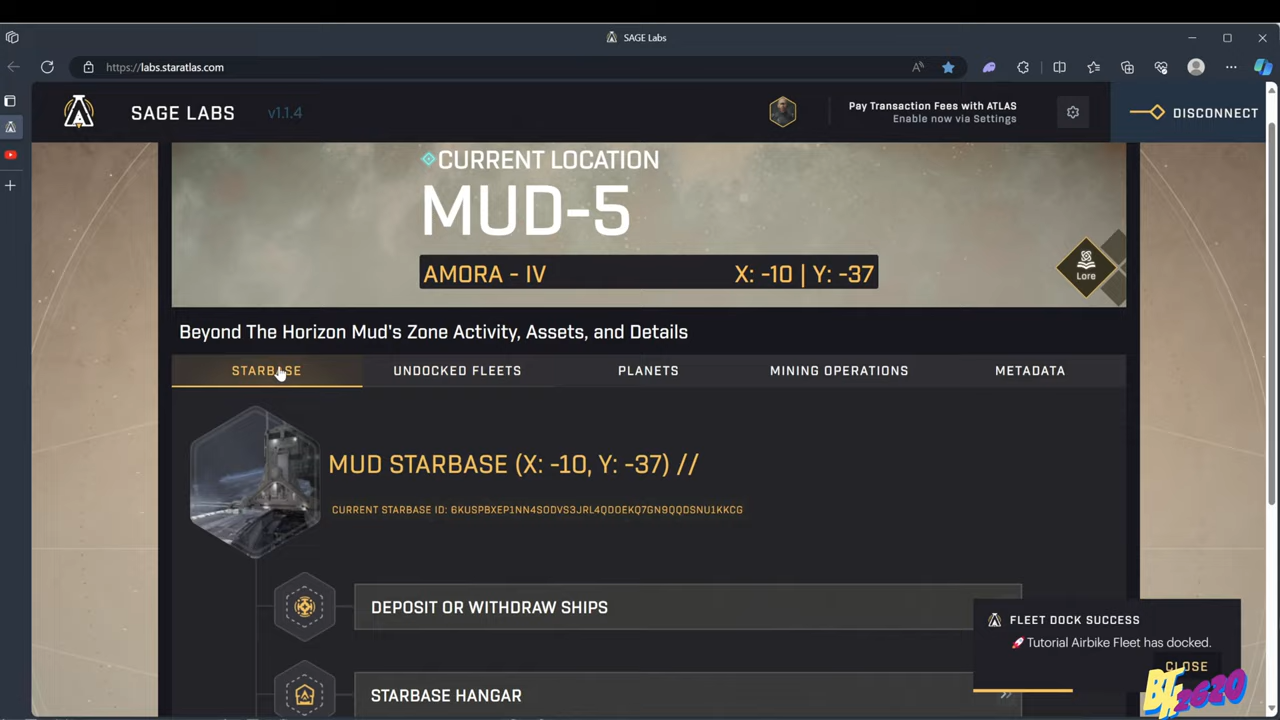 SAGE Labs
https://labs.staratlas.com
SAGE LABS v1.1.4
Pay Transaction Fees with ATLAS
Enable now via Settings
DISCONNECT
CURRENT LOCATION
MUD-5
AMORA - IV X: -10 | Y: -37
Lore
Beyond The Horizon Mud's Zone Activity, Assets, and Details
STARBASE UNDOCKED FLEETS PLANETS MINING OPERATIONS METADATA
MUD STARBASE (X: -10, Y: -37) //
CURRENT STARBASE ID: 6KUSPBXEP1NN4SODVS3JRL4QDOEKQ7GN9QQDSNU1KKCG
DEPOSIT OR WITHDRAW SHIPS
FLEET DOCK SUCCESS
Tutorial Airbike Fleet has docked.
CLOSE
STARBASE HANGAR